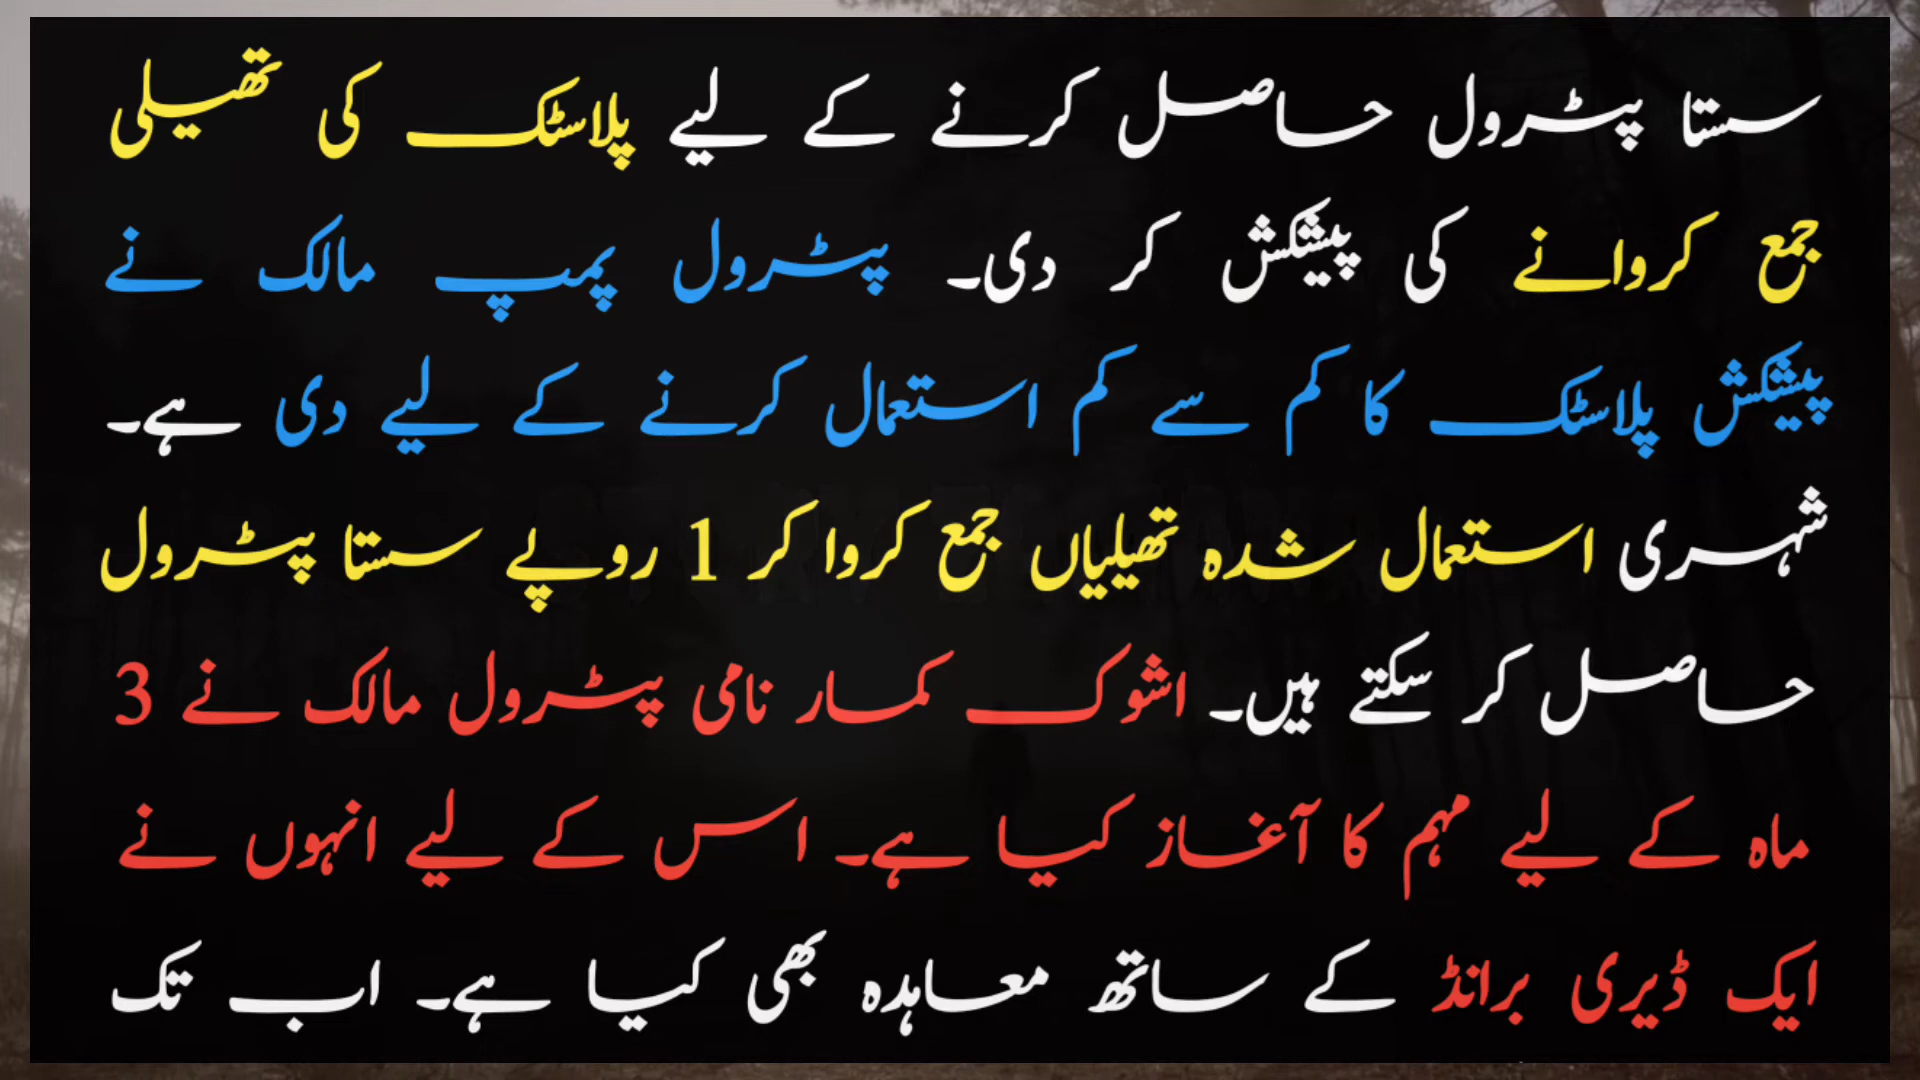 سستا پٹرول حاصل کرنے کے لیے پلاسٹک کی تھیلی
جمع کروانے کی پیشکش کر دی۔ پٹرول پمپ مالک نے
پیشکش پلاسٹک کا کم سے کم استعمال کرنے کے لیے دی ہے۔
شہری استعمال شدہ تھیلیاں جمع کروا کر 1 روپے سستا پٹرول
حاصل کر سکتے ہیں۔ اشوک کمار نامی پٹرول مالک نے 3
ماہ کے لیے مہم کا آغاز کیا ہے۔ اس کے لیے انہوں نے
ایک ڈیری برانڈ کے ساتھ معاہدہ بھی کیا ہے۔ اب تک